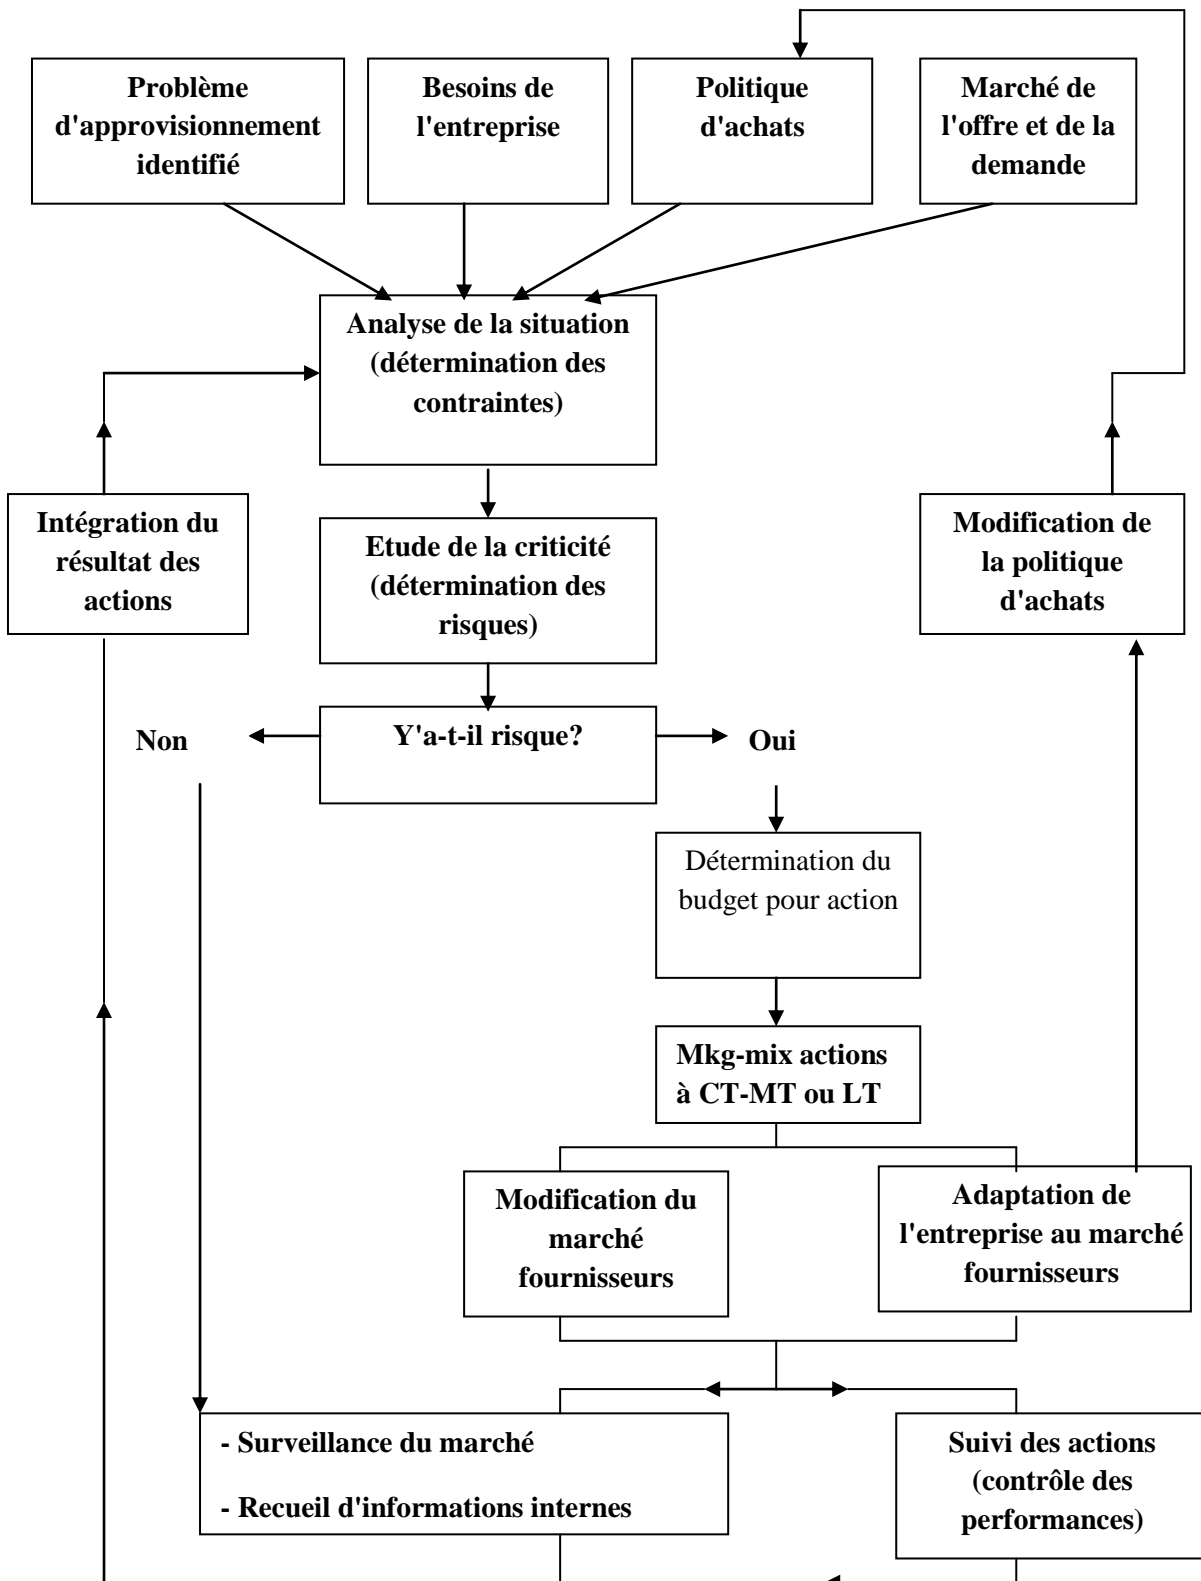 Problème
d'approvisionnement
identifié
Besoins de
l'entreprise
Politique
d'achats
Marché de
l'offre et de la
demande
Analyse de la situation
(détermination des
contraintes)
Intégration du
résultat des
actions
Etude de la criticité
(détermination des
risques)
Modification de
la politique
d'achats
Non
Y'a-t-il risque?
Oui
Détermination du
budget pour action
Mkg-mix actions
à CT-MT ou LT
Modification du
marché
fournisseurs
Adaptation de
l'entreprise au marché
fournisseurs
- Surveillance du marché
- Recueil d'informations internes
Suivi des actions
(contrôle des
performances)